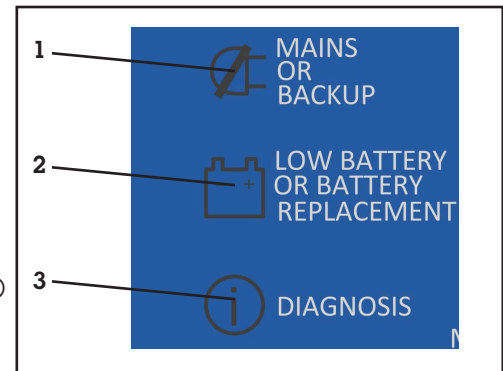 1
MAINS
OR
BACKUP
2
LOW BATTERY
OR BATTERY
REPLACEMENT
3
DIAGNOSIS